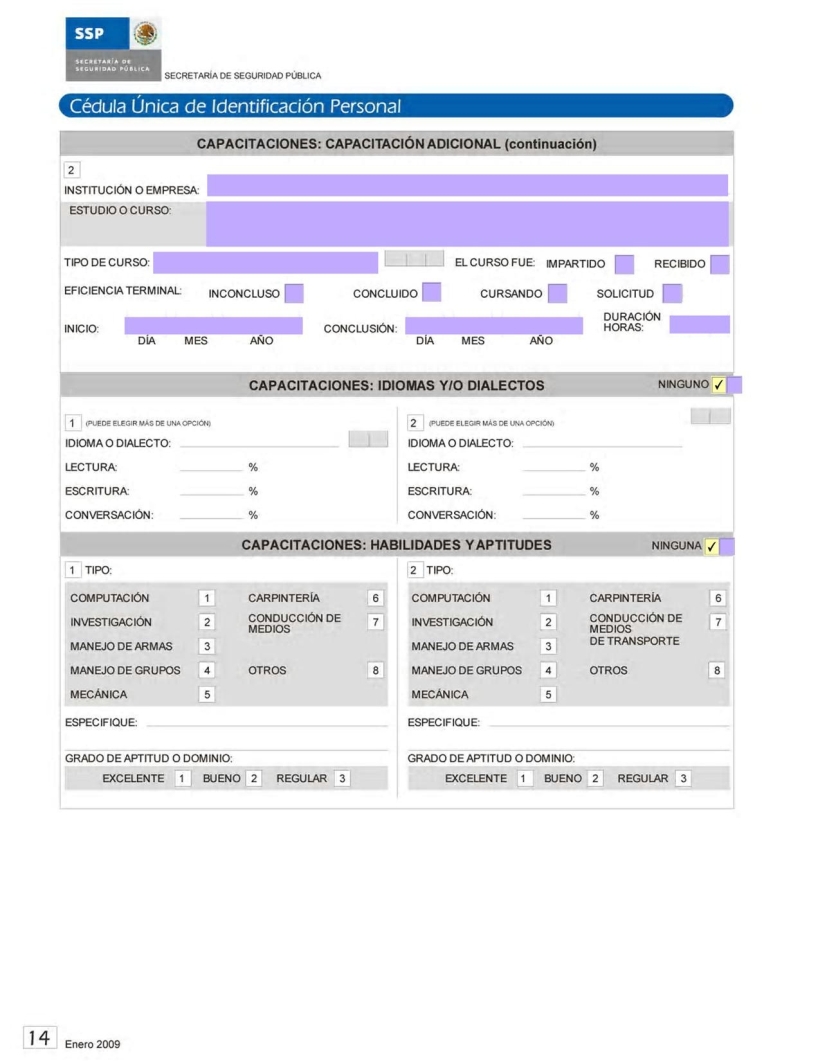 SSP
SECRETARÍA DE
SEGURIDAD PÚBLICA
SECRETARÍA DE SEGURIDAD PÚBLICA
Cédula Única de Identificación Personal
CAPACITACIONES: CAPACITACIÓN ADICIONAL (continuación)
2
INSTITUCIÓN O EMPRESA:
ESTUDIO O CURSO:
TIPO DE CURSO: EL CURSO FUE: IMPARTIDO RECIBIDO
EFICIENCIA TERMINAL: INCONCLUSO CONCLUIDO CURSANDO SOLICITUD
INICIO: CONCLUSIÓN: DURACIÓN HORAS:
DÍA MES AÑO DÍA MES AÑO
CAPACITACIONES: IDIOMAS Y/O DIALECTOS NINGUNO ✓
1 (PUEDE ELEGIR MÁS DE UNA OPCIÓN) 2 (PUEDE ELEGIR MÁS DE UNA OPCIÓN)
IDIOMA O DIALECTO: IDIOMA O DIALECTO:
LECTURA: % LECTURA: %
ESCRITURA: % ESCRITURA: %
CONVERSACIÓN: % CONVERSACIÓN: %
CAPACITACIONES: HABILIDADES Y APTITUDES NINGUNA ✓
1 TIPO: 2 TIPO:
COMPUTACIÓN 1 CARPINTERÍA 6 COMPUTACIÓN 1 CARPINTERÍA 6
INVESTIGACIÓN 2 CONDUCCIÓN DE MEDIOS 7 INVESTIGACIÓN 2 CONDUCCIÓN DE MEDIOS DE TRANSPORTE 7
MANEJO DE ARMAS 3 MANEJO DE ARMAS 3
MANEJO DE GRUPOS 4 OTROS 8 MANEJO DE GRUPOS 4 OTROS 8
MECÁNICA 5 MECÁNICA 5
ESPECIFIQUE: ESPECIFIQUE:
GRADO DE APTITUD O DOMINIO: GRADO DE APTITUD O DOMINIO:
EXCELENTE 1 BUENO 2 REGULAR 3 EXCELENTE 1 BUENO 2 REGULAR 3
14 Enero 2009